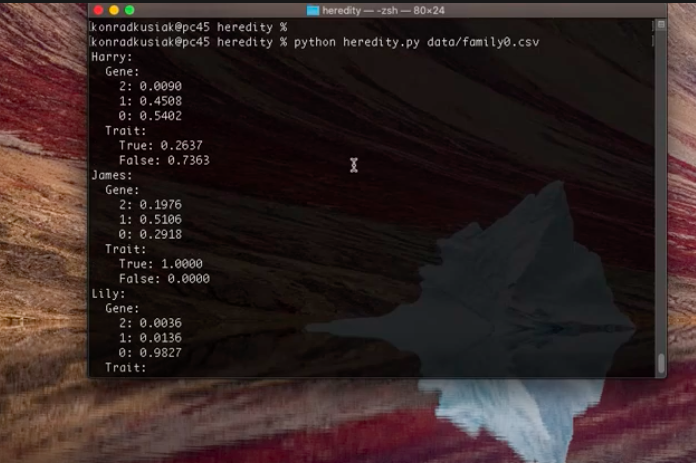 heredity — -zsh — 80×24
konradkusiak@pc45 heredity %
konradkusiak@pc45 heredity % python heredity.py data/family0.csv
Harry:
Gene:
2: 0.0090
1: 0.4508
0: 0.5402
Trait:
True: 0.2637
False: 0.7363
James:
Gene:
2: 0.1976
1: 0.5106
0: 0.2918
Trait:
True: 1.0000
False: 0.0000
Lily:
Gene:
2: 0.0036
1: 0.0136
0: 0.9827
Trait: